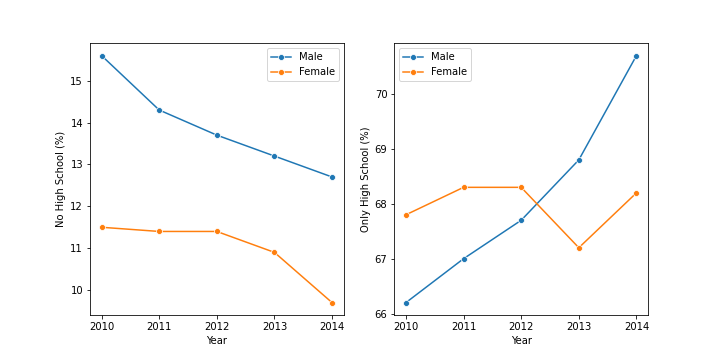 Male
Female
15
14
13
12
11
10
No High School (%)
2010 2011 2012 2013 2014
Year
Male
Female
70
69
68
67
66
Only High School (%)
2010 2011 2012 2013 2014
Year